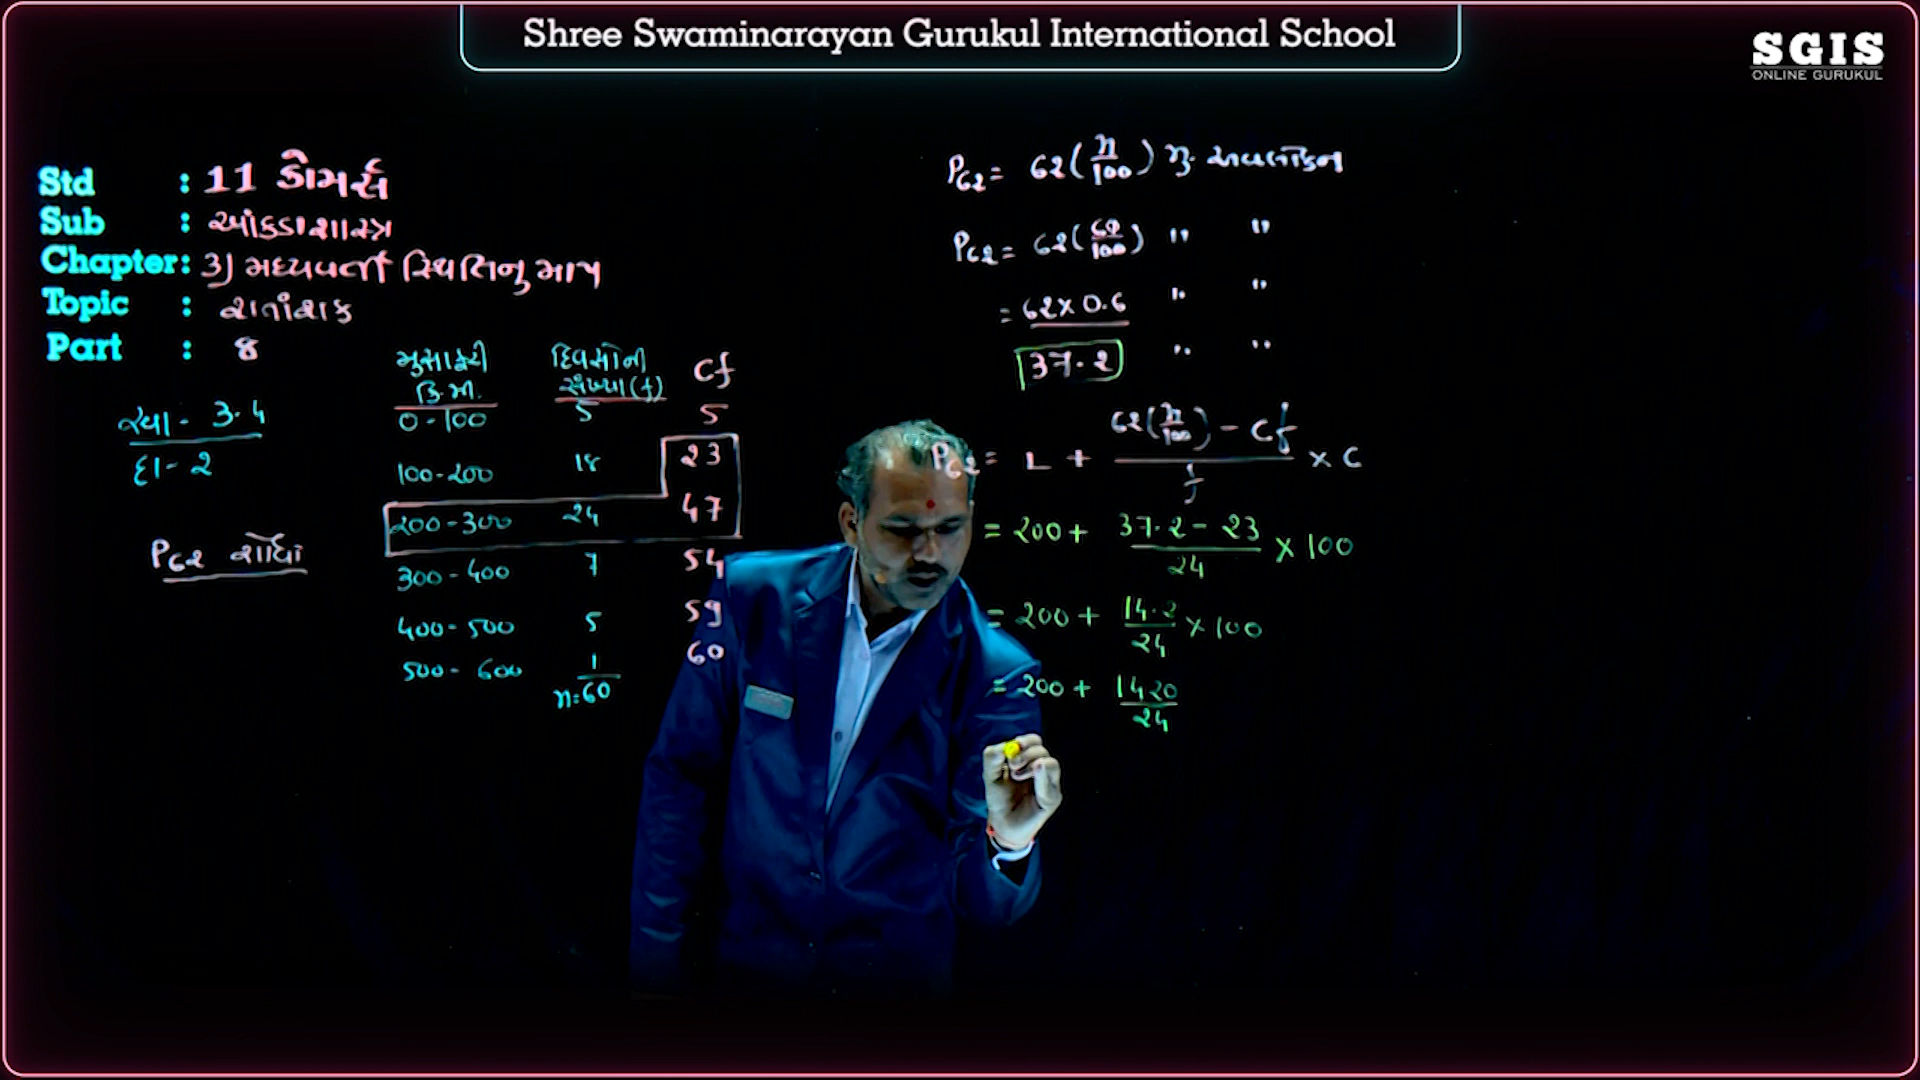 Shree Swaminarayan Gurukul International School
SGIS
ONLINE GURUKUL
Std : 11 કોમર્સ
Sub : આંકડાશાસ્ત્ર
Chapter: 3) મધ્યવર્તી સ્થિતિનુ માપ
Topic : શતાંશક
Part : 8
સ્વા - 3.4
દા - 2
P62 શોધો
મુસાફરી કિ.મી. દિવસોની સંખ્યા (f) Cf
0-100 5 5
100-200 18 23
200-300 24 47
300-400 7 54
400-500 5 59
500-600 1 60
n=60
P62 = 62(n/100) મુ. અવલોકન
P62 = 62(60/100) " "
= 62 x 0.6 " "
37.2 " "
P62 = L + (62(n/100) - Cf)/f x C
= 200 + (37.2 - 23)/24 x 100
= 200 + 14.2/24 x 100
= 200 + 1420/24